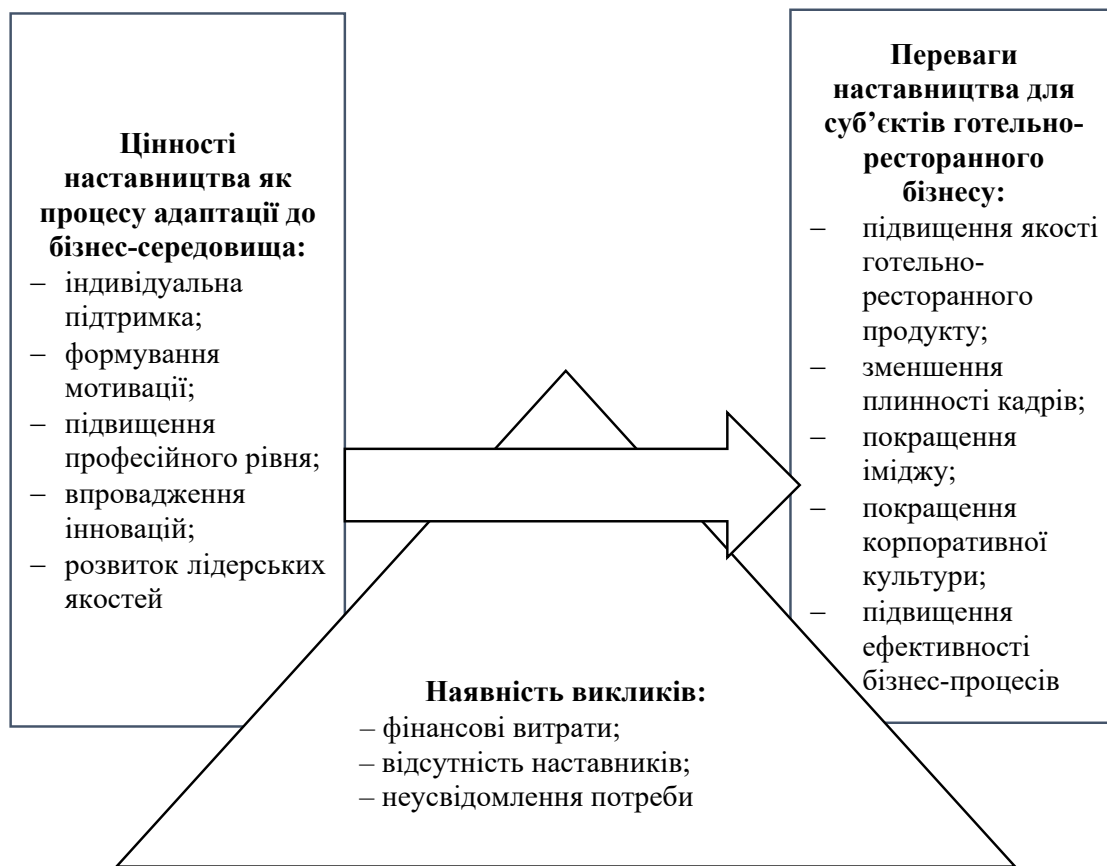 Цінності
наставництва як
процесу адаптації до
бізнес-середовища:
– індивідуальна
підтримка;
– формування
мотивації;
– підвищення
професійного рівня;
– впровадження
інновацій;
– розвиток лідерських
якостей
Переваги
наставництва для
суб’єктів готельно-
ресторанного
бізнесу:
– підвищення якості
готельно-
ресторанного
продукту;
– зменшення
плинності кадрів;
– покращення
іміджу;
– покращення
корпоративної
культури;
– підвищення
ефективності
бізнес-процесів
Наявність викликів:
– фінансові витрати;
– відсутність наставників;
– неусвідомлення потреби